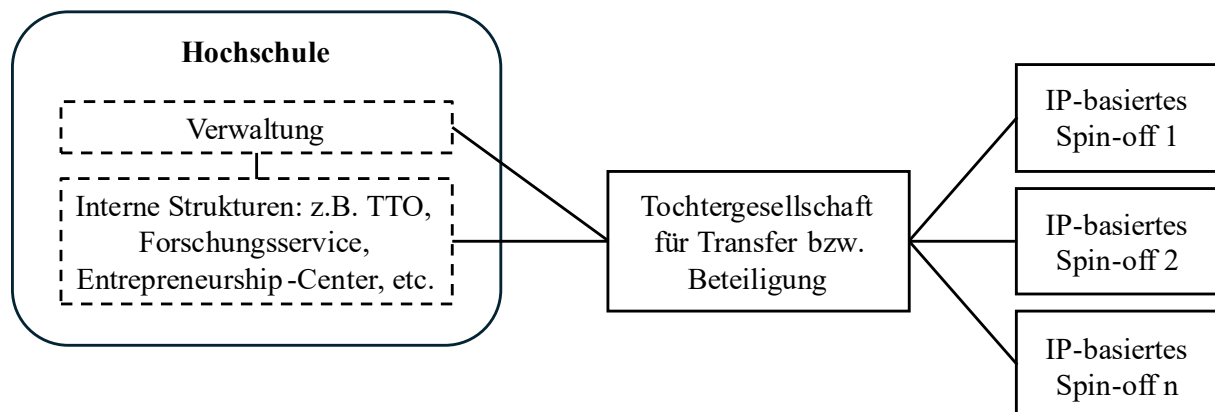 Hochschule
Verwaltung
Interne Strukturen: z.B. TTO,
Forschungsservice,
Entrepreneurship-Center, etc.
Tochtergesellschaft
für Transfer bzw.
Beteiligung
IP-basiertes
Spin-off 1
IP-basiertes
Spin-off 2
IP-basiertes
Spin-off n